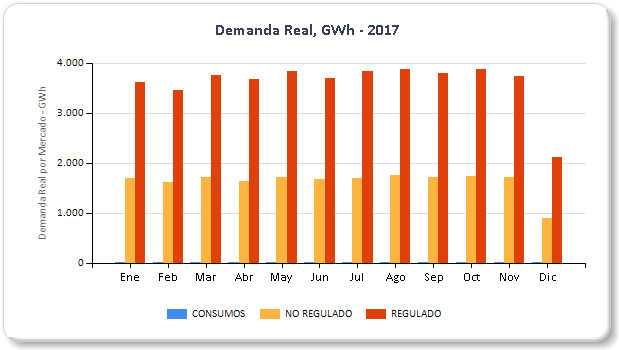 Demanda Real, GWh - 2017
Demanda Real por Mercado - GWh
4.000
3.000
2.000
1.000
0
Ene Feb Mar Abr May Jun Jul Ago Sep Oct Nov Dic
CONSUMOS NO REGULADO REGULADO